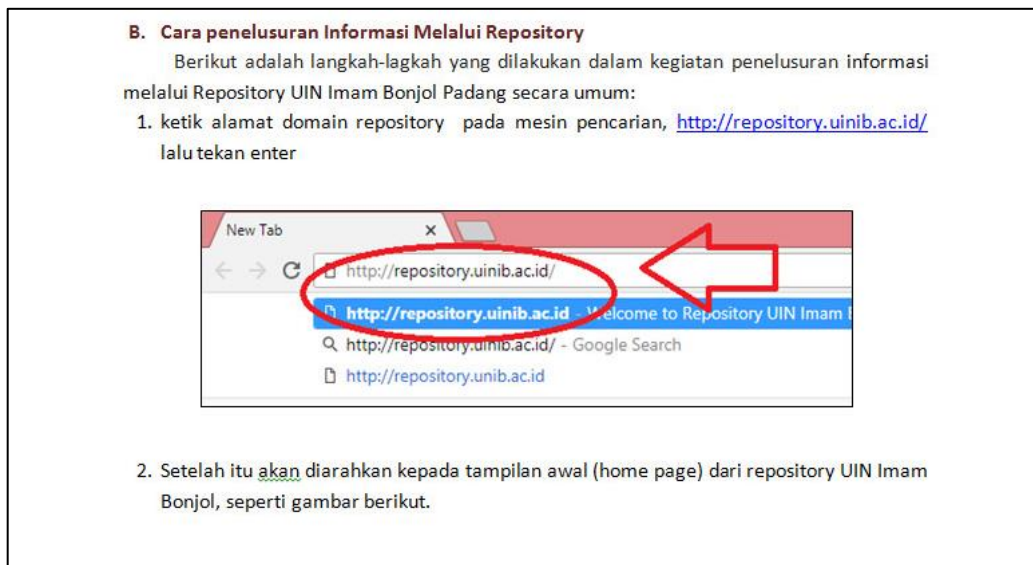 B. Cara penelusuran Informasi Melalui Repository
Berikut adalah langkah-lagkah yang dilakukan dalam kegiatan penelusuran informasi
melalui Repository UIN Imam Bonjol Padang secara umum:
1. ketik alamat domain repository pada mesin pencarian, http://repository.uinib.ac.id/
lalu tekan enter
New Tab
http://repository.uinib.ac.id/
http://repository.uinib.ac.id - Welcome to Repository UIN Imam
http://repository.uinib.ac.id/ - Google Search
http://repository.unib.ac.id
2. Setelah itu akan diarahkan kepada tampilan awal (home page) dari repository UIN Imam
Bonjol, seperti gambar berikut.